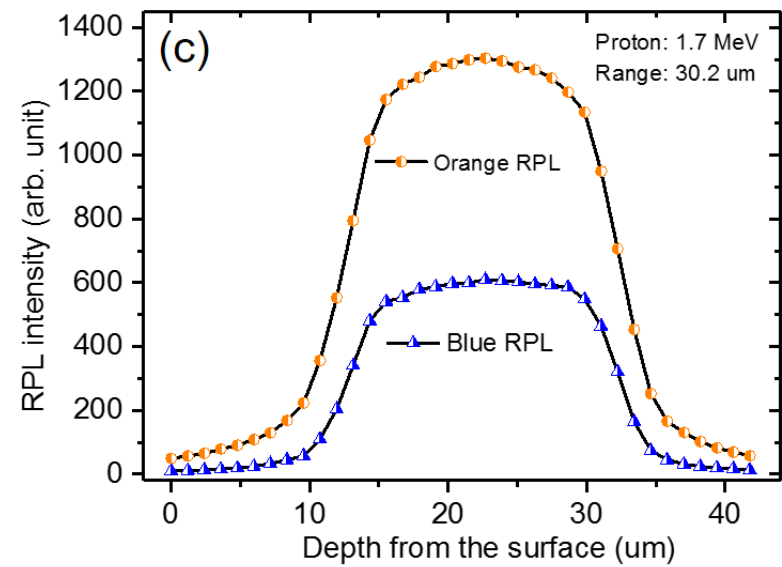 (c)
Proton: 1.7 MeV
Range: 30.2 um
Orange RPL
Blue RPL
RPL intensity (arb. unit)
1400
1200
1000
800
600
400
200
0
0 10 20 30 40
Depth from the surface (um)